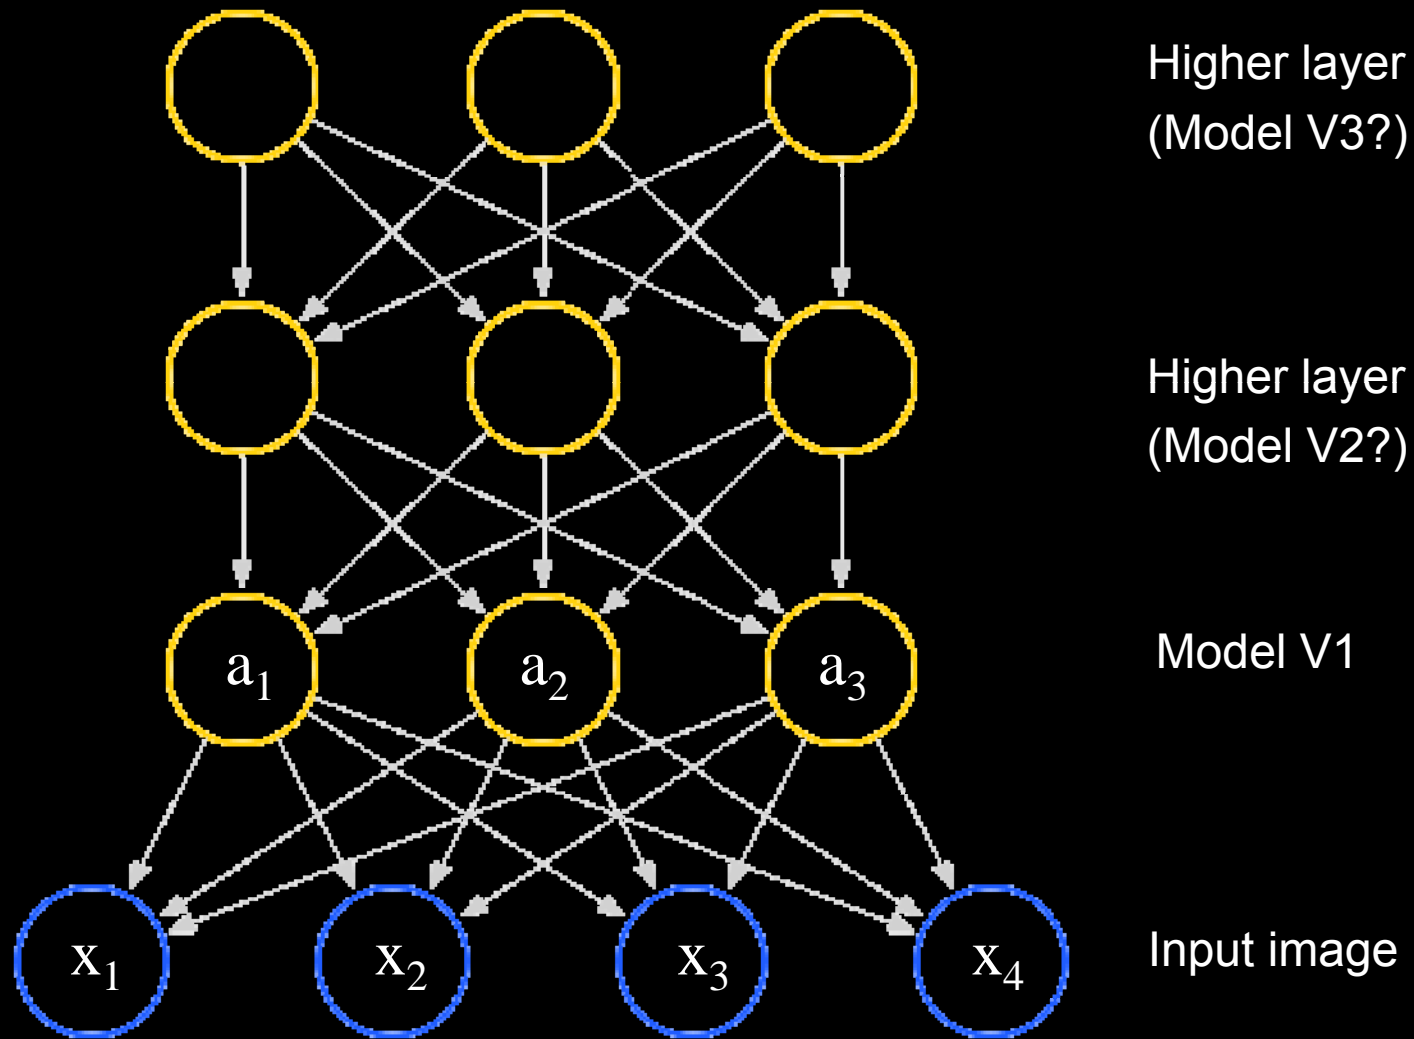 Higher layer
(Model V3?)
Higher layer
(Model V2?)
a₁ a₂ a₃ Model V1
x₁ x₂ x₃ x₄ Input image